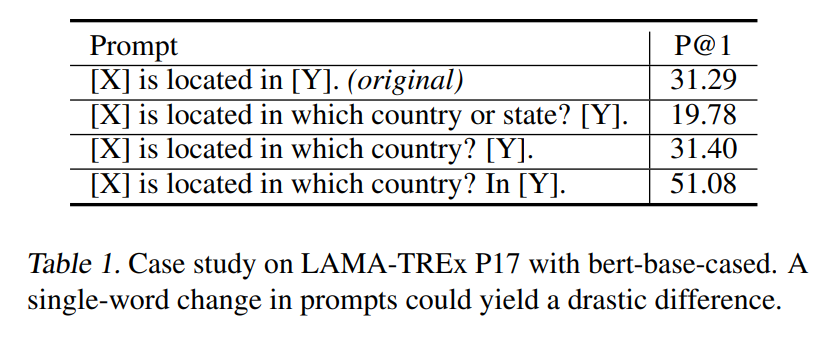 Prompt P@1
[X] is located in [Y]. (original) 31.29
[X] is located in which country or state? [Y]. 19.78
[X] is located in which country? [Y]. 31.40
[X] is located in which country? In [Y]. 51.08
Table 1. Case study on LAMA-TREx P17 with bert-base-cased. A
single-word change in prompts could yield a drastic difference.